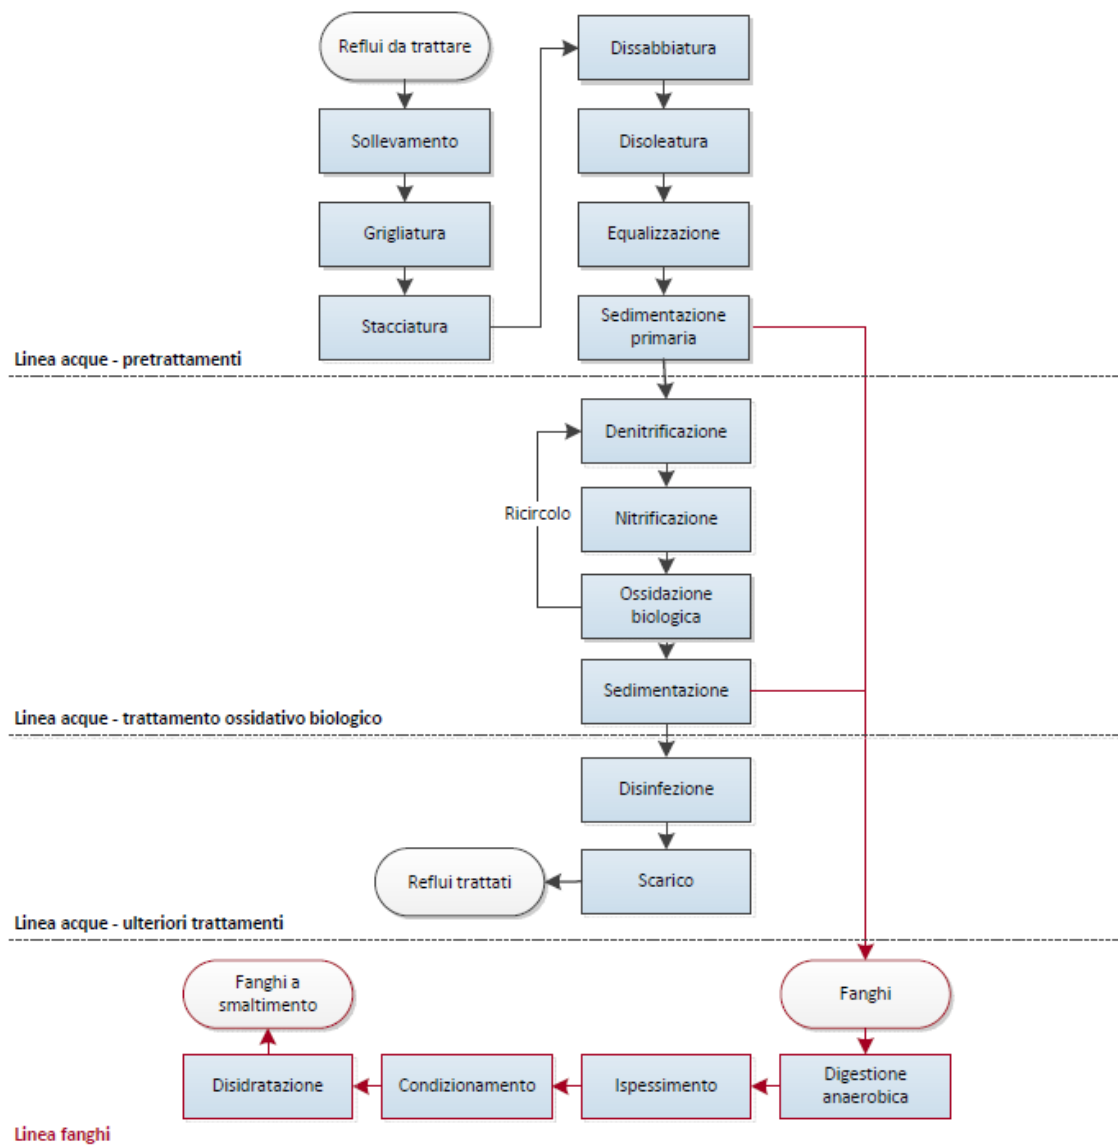 Reflui da trattare
Sollevamento
Grigliatura
Stacciatura
Dissabbiatura
Disoleatura
Equalizzazione
Sedimentazione
primaria
Linea acque - pretrattamenti
Denitrificazione
Ricircolo
Nitrificazione
Ossidazione
biologica
Sedimentazione
Linea acque - trattamento ossidativo biologico
Disinfezione
Scarico
Reflui trattati
Linea acque - ulteriori trattamenti
Fanghi
Digestione
anaerobica
Ispessimento
Condizionamento
Disidratazione
Fanghi a
smaltimento
Linea fanghi